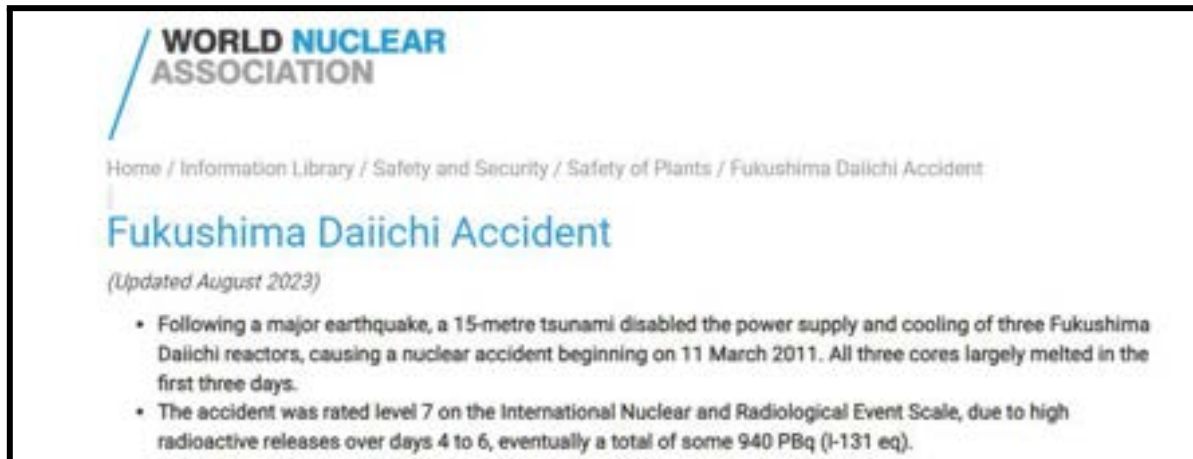 WORLD NUCLEAR
ASSOCIATION
Home / Information Library / Safety and Security / Safety of Plants / Fukushima Daiichi Accident
Fukushima Daiichi Accident
(Updated August 2023)
• Following a major earthquake, a 15-metre tsunami disabled the power supply and cooling of three Fukushima
Daiichi reactors, causing a nuclear accident beginning on 11 March 2011. All three cores largely melted in the
first three days.
• The accident was rated level 7 on the International Nuclear and Radiological Event Scale, due to high
radioactive releases over days 4 to 6, eventually a total of some 940 PBq (I-131 eq).